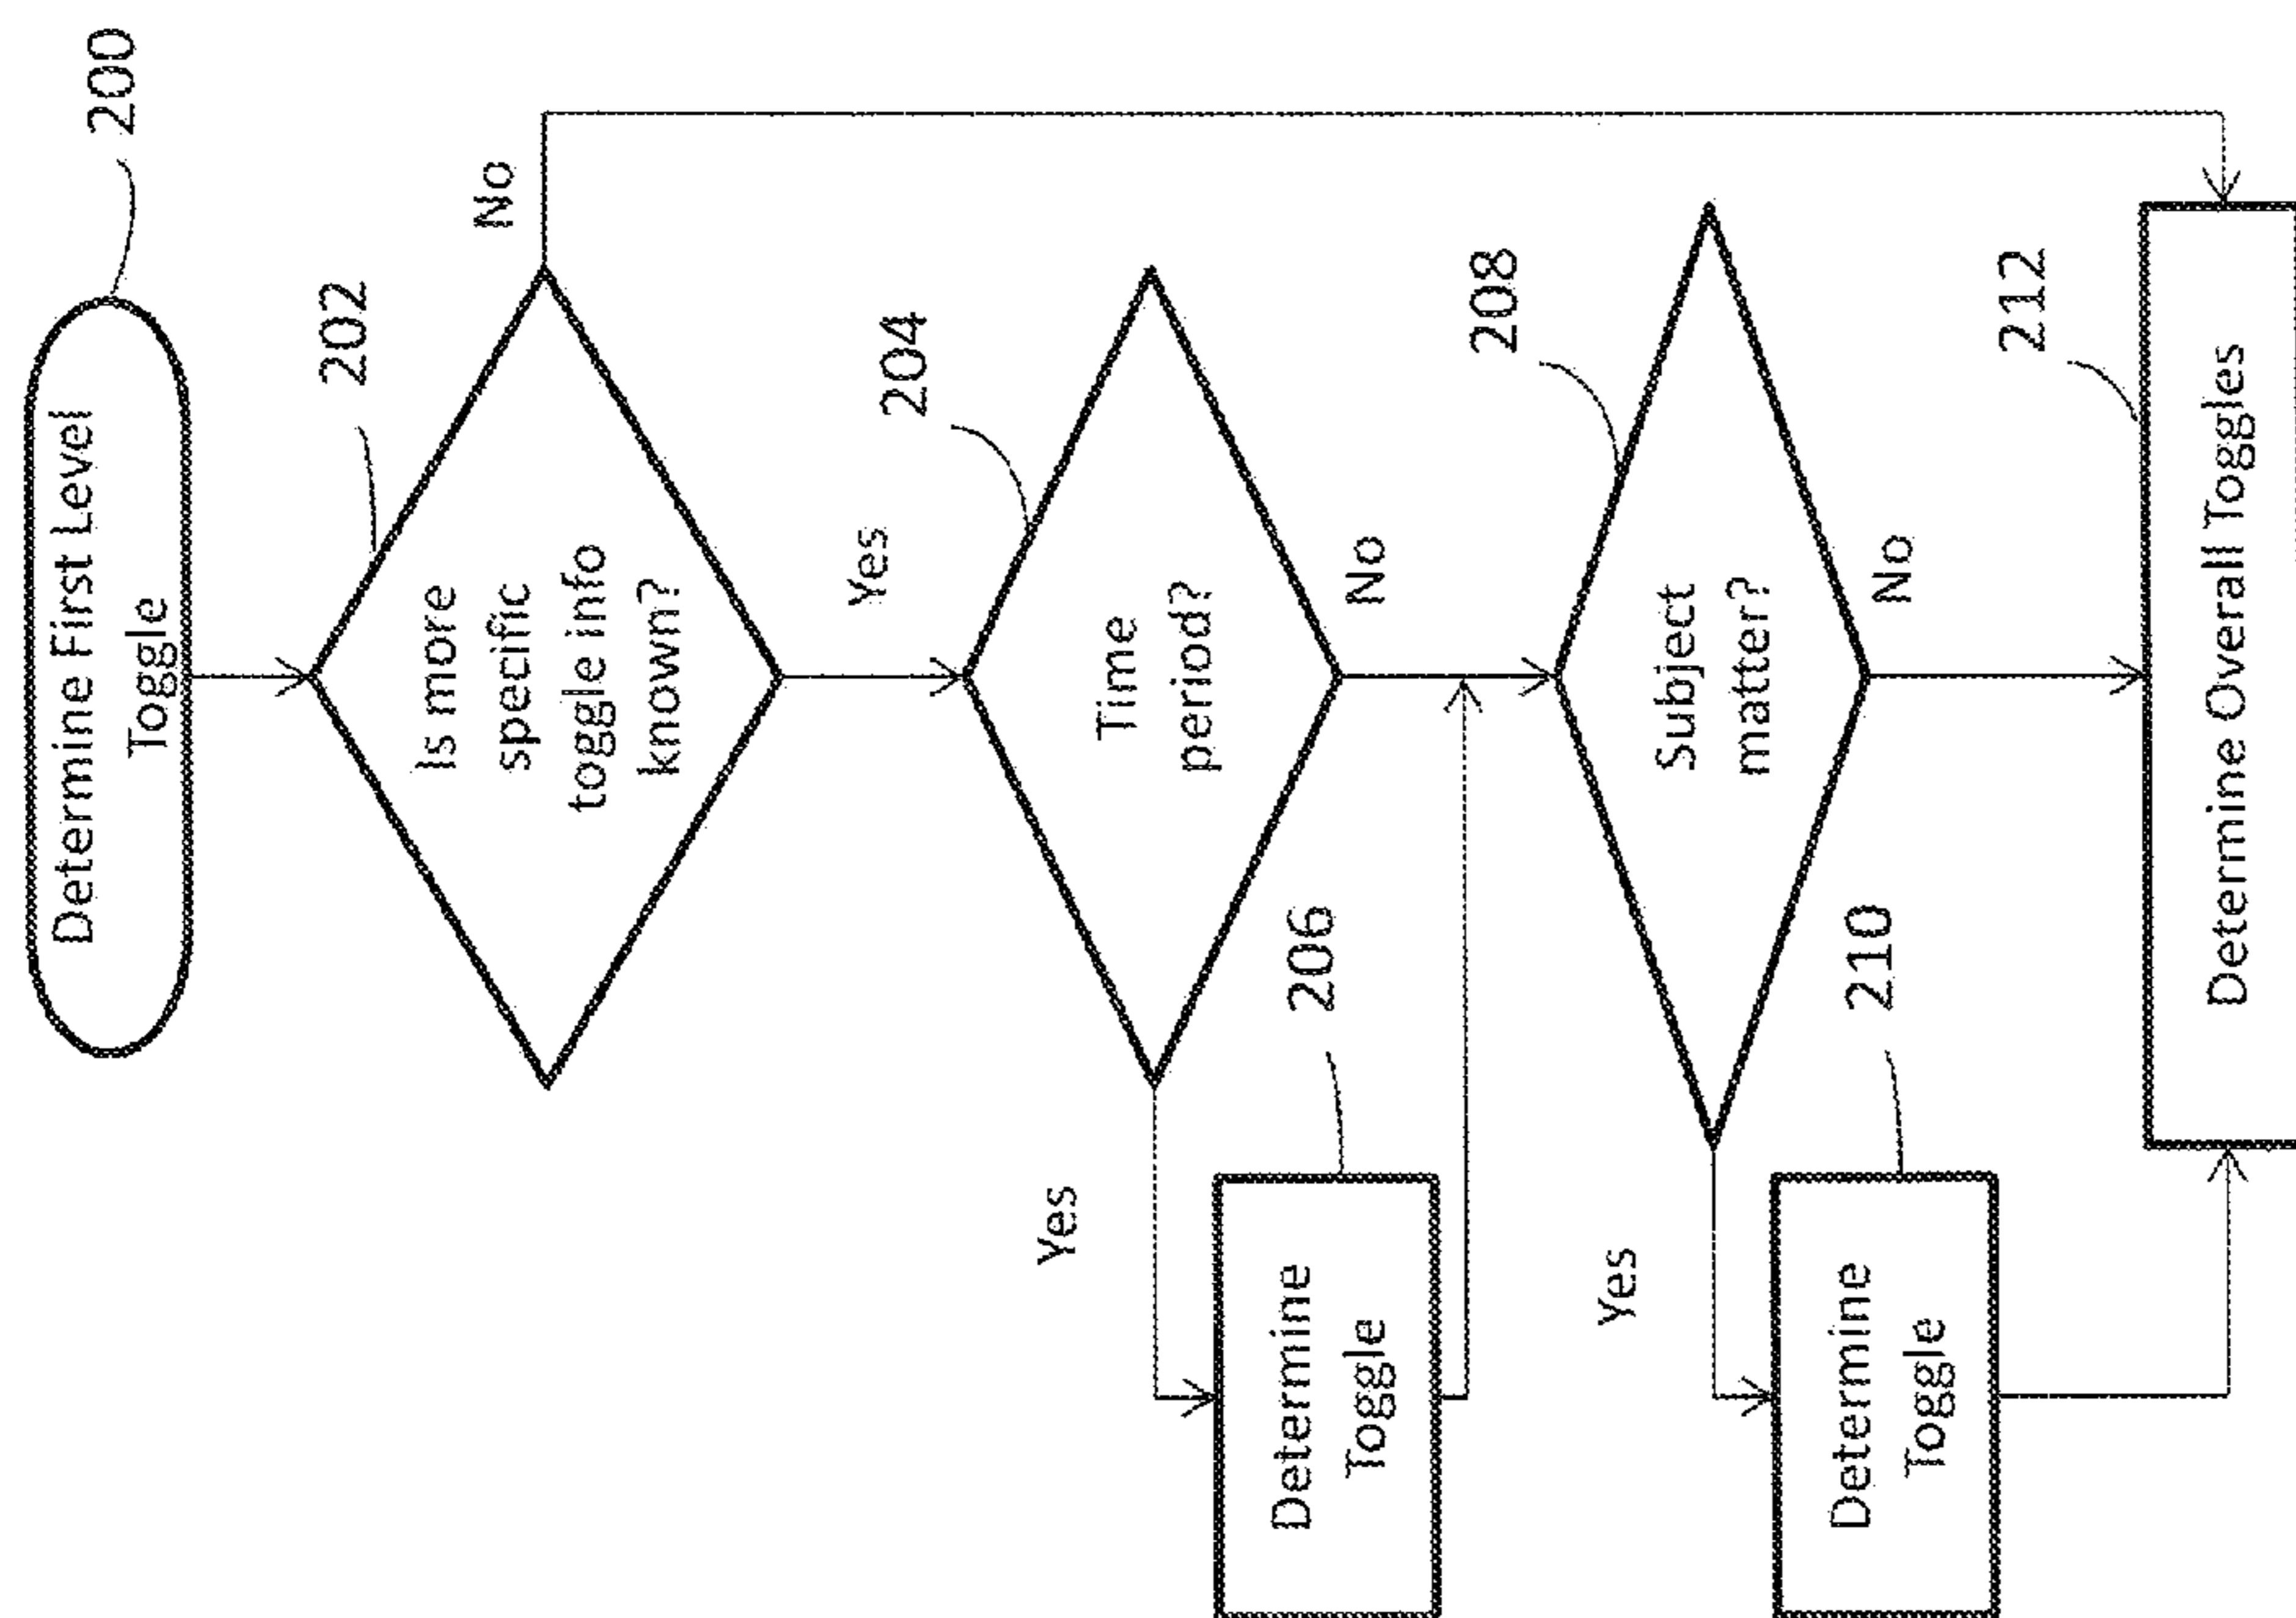 200
Determine First Level
Toggle
202
Is more
specific
toggle info
known?
No
Yes
204
Time
period?
Yes
No
206
Determine
Toggle
208
Subject
matter?
Yes
No
210
Determine
Toggle
212
Determine Overall Toggles